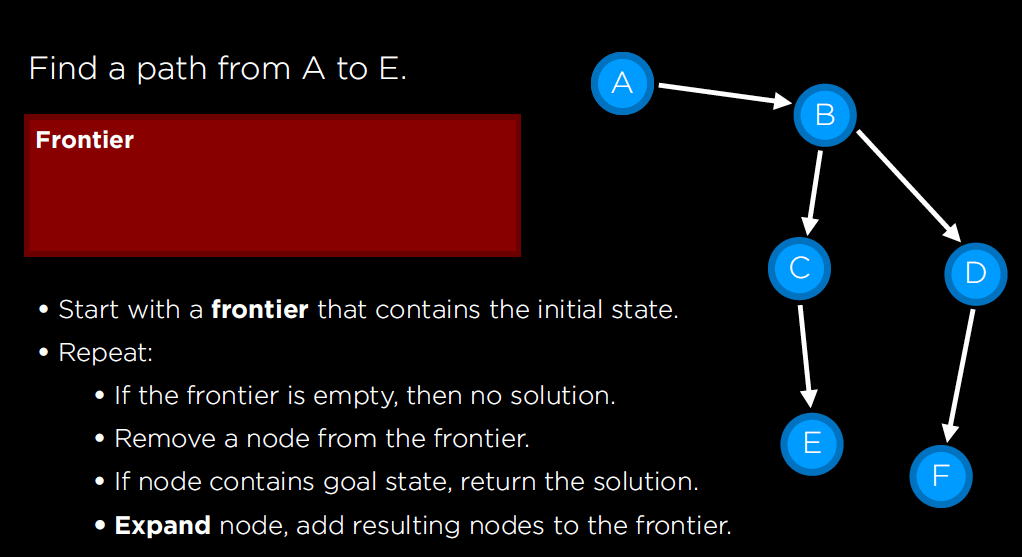 Find a path from A to E.
Frontier
• Start with a frontier that contains the initial state.
• Repeat:
• If the frontier is empty, then no solution.
• Remove a node from the frontier.
• If node contains goal state, return the solution.
• Expand node, add resulting nodes to the frontier.
A
B
C
D
E
F